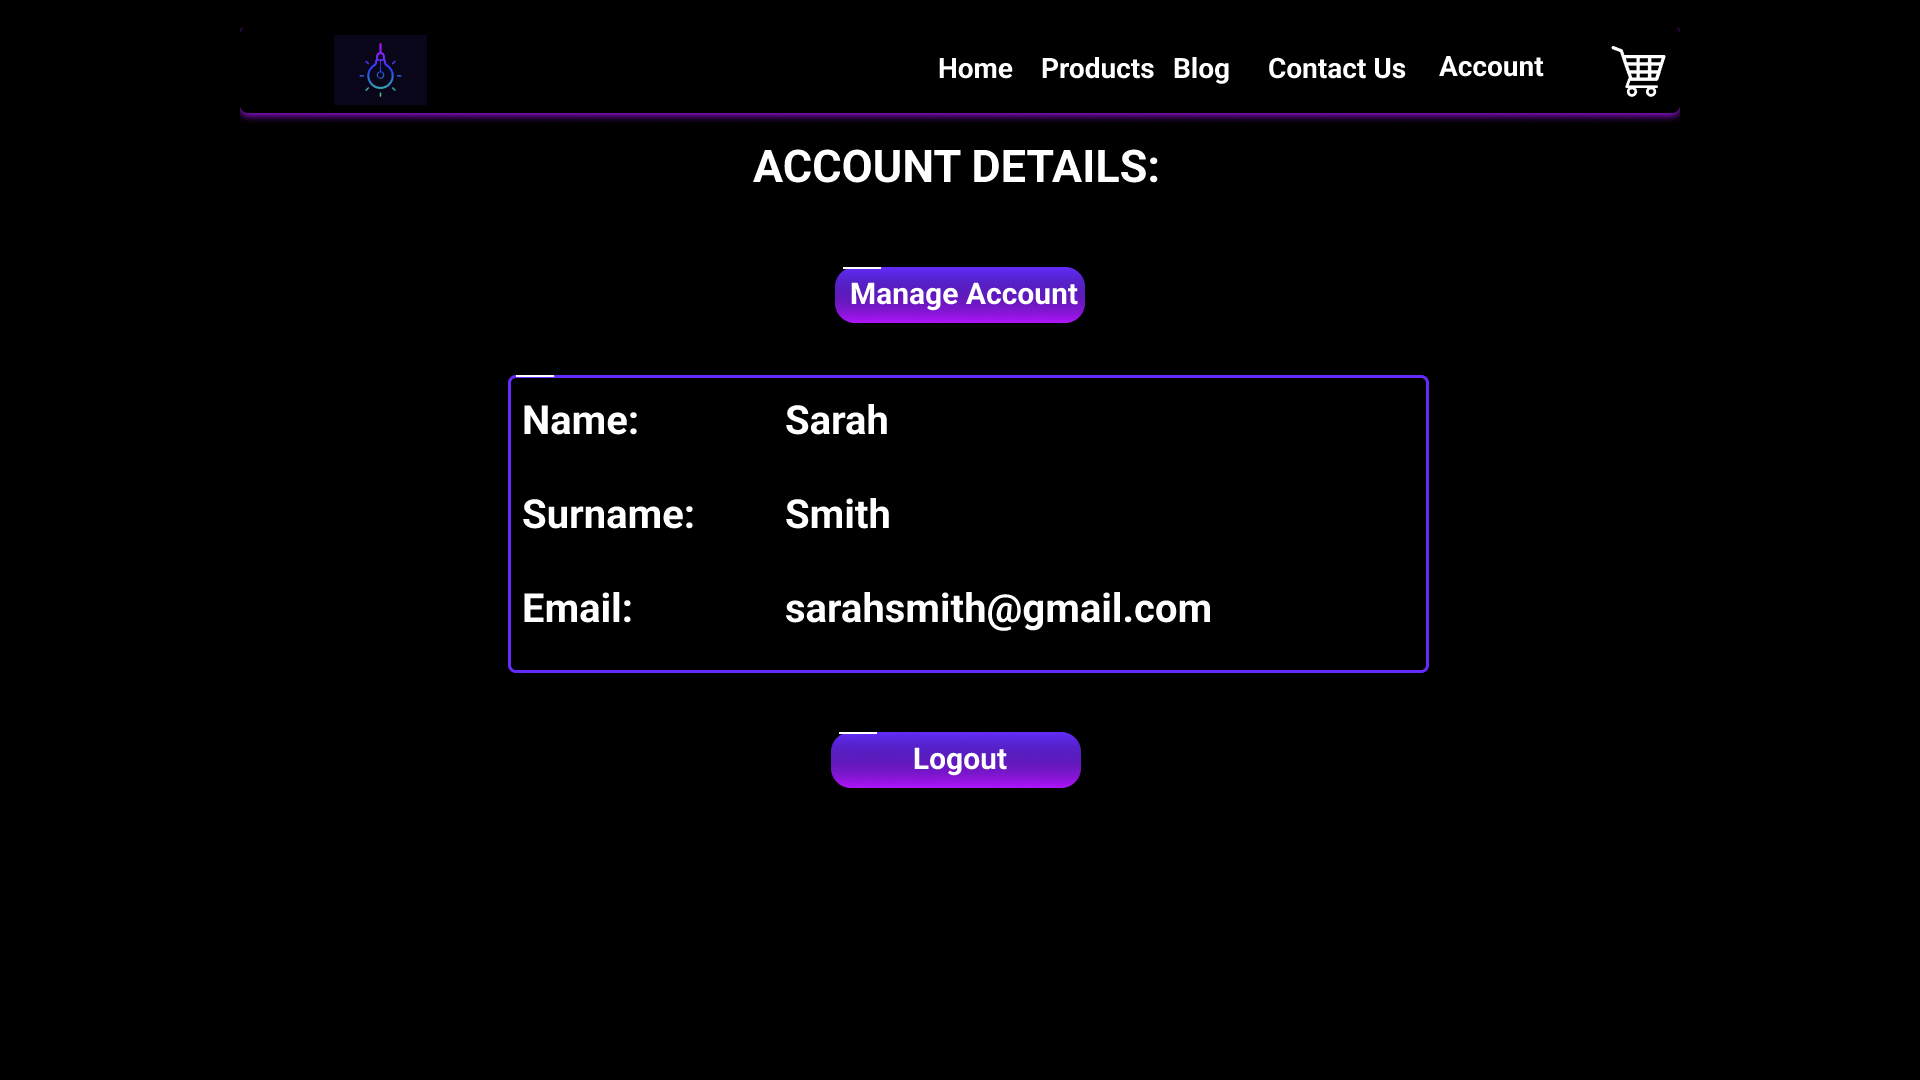 Home Products Blog Contact Us Account
ACCOUNT DETAILS:
Manage Account
Name: Sarah
Surname: Smith
Email: sarahsmith@gmail.com
Logout